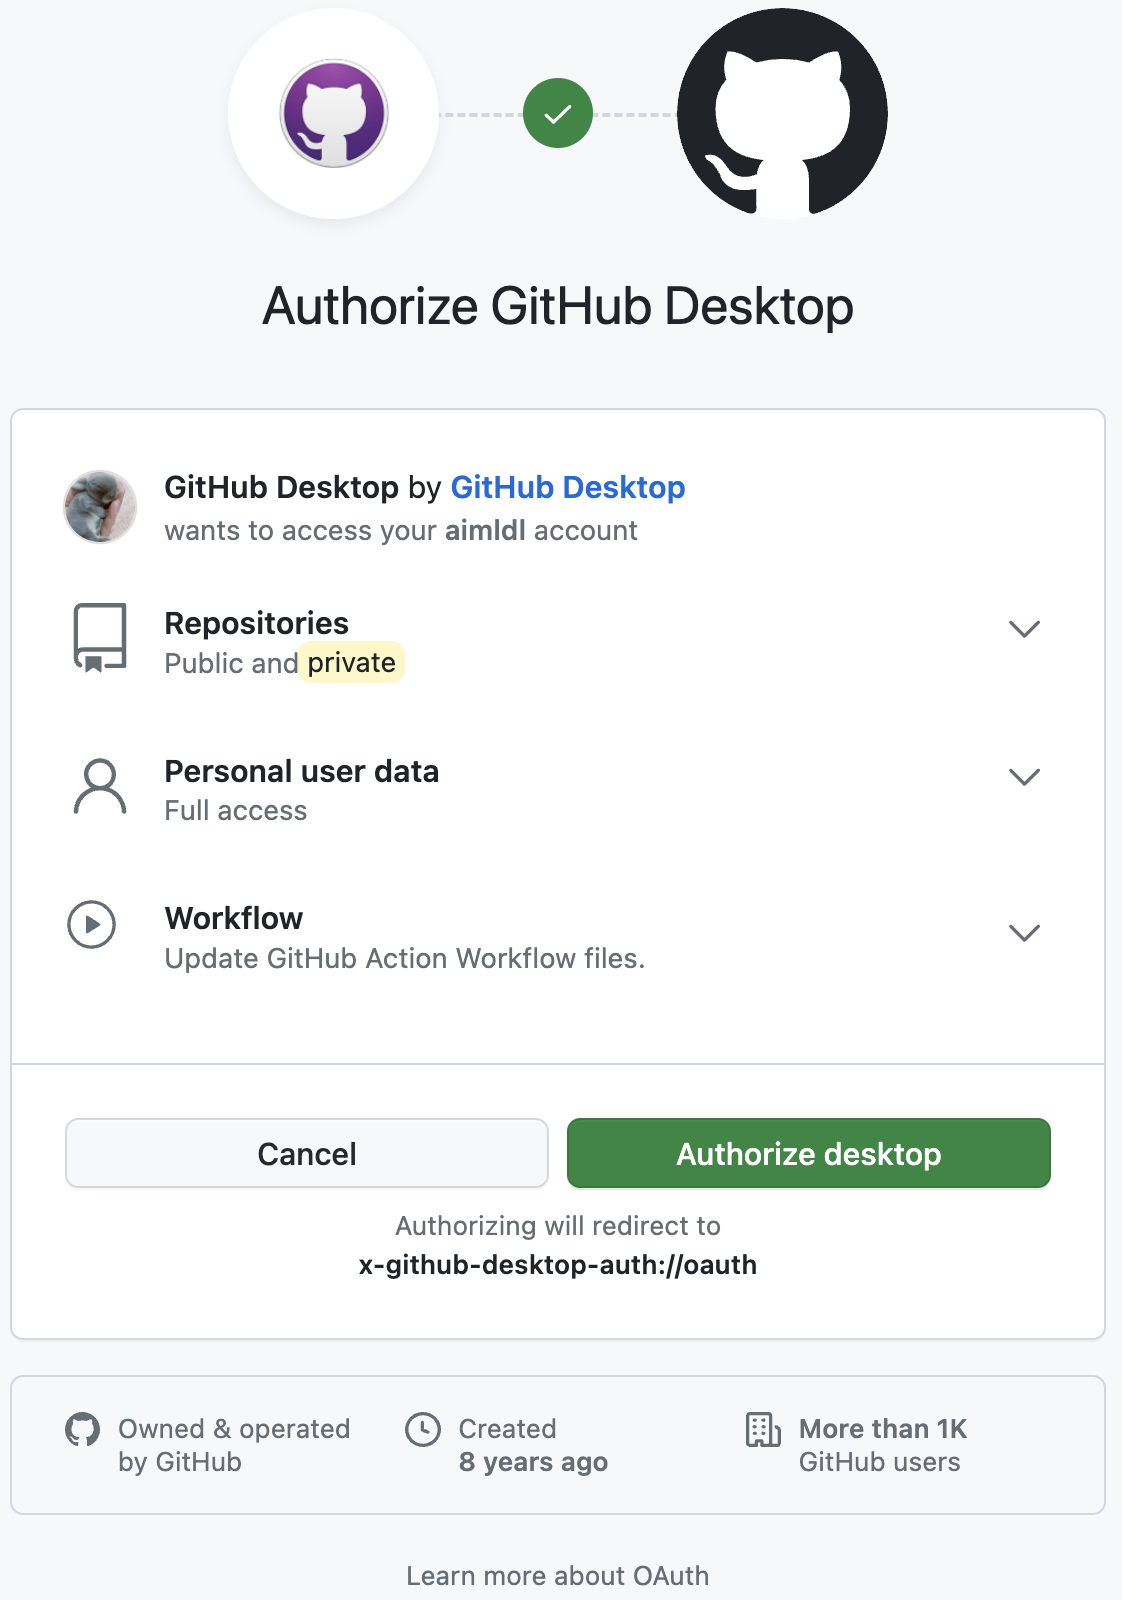 Authorize GitHub Desktop
GitHub Desktop by GitHub Desktop
wants to access your aimldl account
Repositories
Public and private
Personal user data
Full access
Workflow
Update GitHub Action Workflow files.
Cancel
Authorize desktop
Authorizing will redirect to
x-github-desktop-auth://oauth
Owned & operated
by GitHub
Created
8 years ago
More than 1K
GitHub users
Learn more about OAuth